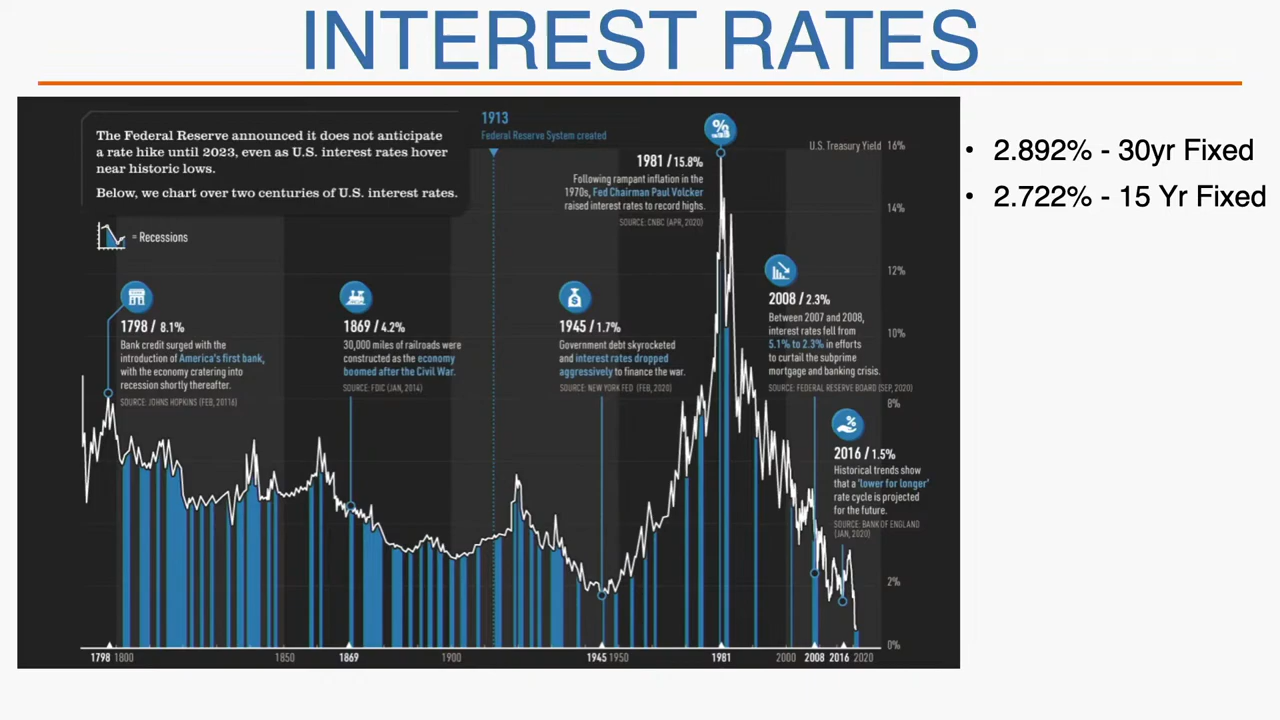 INTEREST RATES
The Federal Reserve announced it does not anticipate
a rate hike until 2023, even as U.S. interest rates hover
near historic lows.
Below, we chart over two centuries of U.S. interest rates.
= Recessions
1913
Federal Reserve System created
%
1981 / 15.8%
Following rampant inflation in the
1970s, Fed Chairman Paul Volcker
raised interest rates to record highs.
SOURCE: CNBC (APR, 2020)
U.S. Treasury Yield 16%
14%
12%
10%
8%
2%
0%
1798 / 8.1%
Bank credit surged with the
introduction of America's first bank,
with the economy cratering into
recession shortly thereafter.
SOURCE: JOHNS HOPKINS (FEB, 20116)
1869 / 4.2%
30,000 miles of railroads were
constructed as the economy
boomed after the Civil War.
SOURCE: FDIC (JAN, 2014)
$
1945 / 1.7%
Government debt skyrocketed
and interest rates dropped
aggressively to finance the war.
SOURCE: NEW YORK FED (FEB, 2020)
2008 / 2.3%
Between 2007 and 2008,
interest rates fell from
5.1% to 2.3% in efforts
to curtail the subprime
mortgage and banking crisis.
SOURCE: FEDERAL RESERVE BOARD (SEP, 2020)
%
2016 / 1.5%
Historical trends show
that a 'lower for longer'
rate cycle is projected
for the future.
SOURCE: BANK OF ENGLAND
(JAN, 2020)
1798 1800 1850 1869 1900 1945 1950 1981 2000 2008 2016 2020
• 2.892% - 30yr Fixed
• 2.722% - 15 Yr Fixed